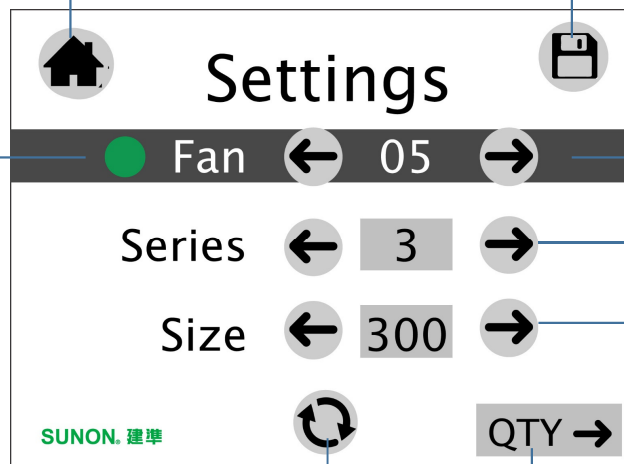 Settings
Fan 05
Series 3
Size 300
SUNON. 建準
QTY